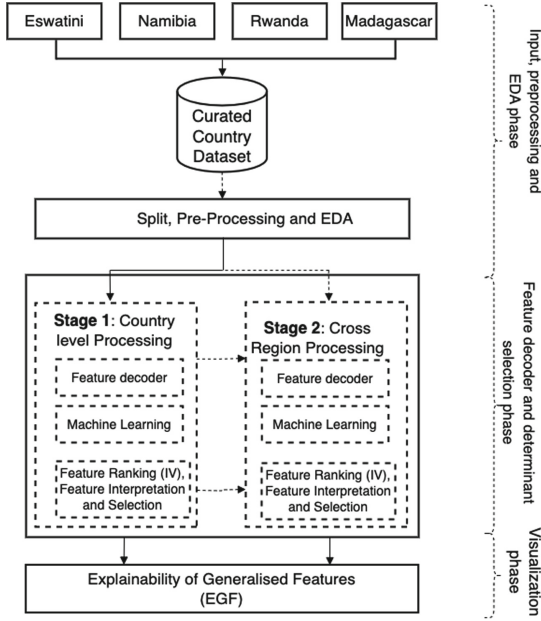 Eswatini
Namibia
Rwanda
Madagascar
Curated
Country
Dataset
Split, Pre-Processing and EDA
Stage 1: Country
level Processing
Feature decoder
Machine Learning
Feature Ranking (IV),
Feature Interpretation
and Selection
Stage 2: Cross
Region Processing
Feature decoder
Machine Learning
Feature Ranking (IV),
Feature Interpretation
and Selection
Explainability of Generalised Features
(EGF)
Input, preprocessing and
EDA phase
Feature decoder and determinant
selection phase
Visualization
phase